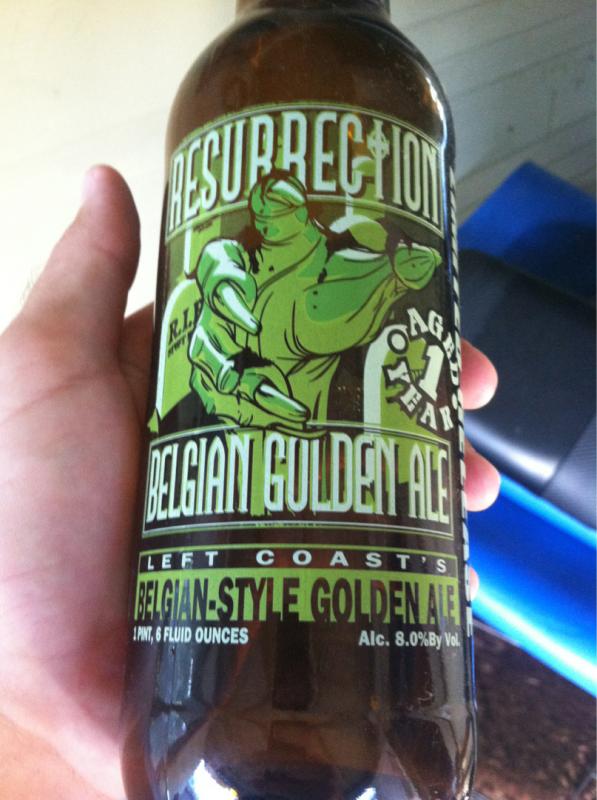 RESURRECTION
R.I.P.
AGED
1
YEAR
BELGIAN GOLDEN ALE
LEFT COAST'S
BELGIAN-STYLE GOLDEN ALE
1 PINT, 6 FLUID OUNCES
Alc. 8.0%By Vol.